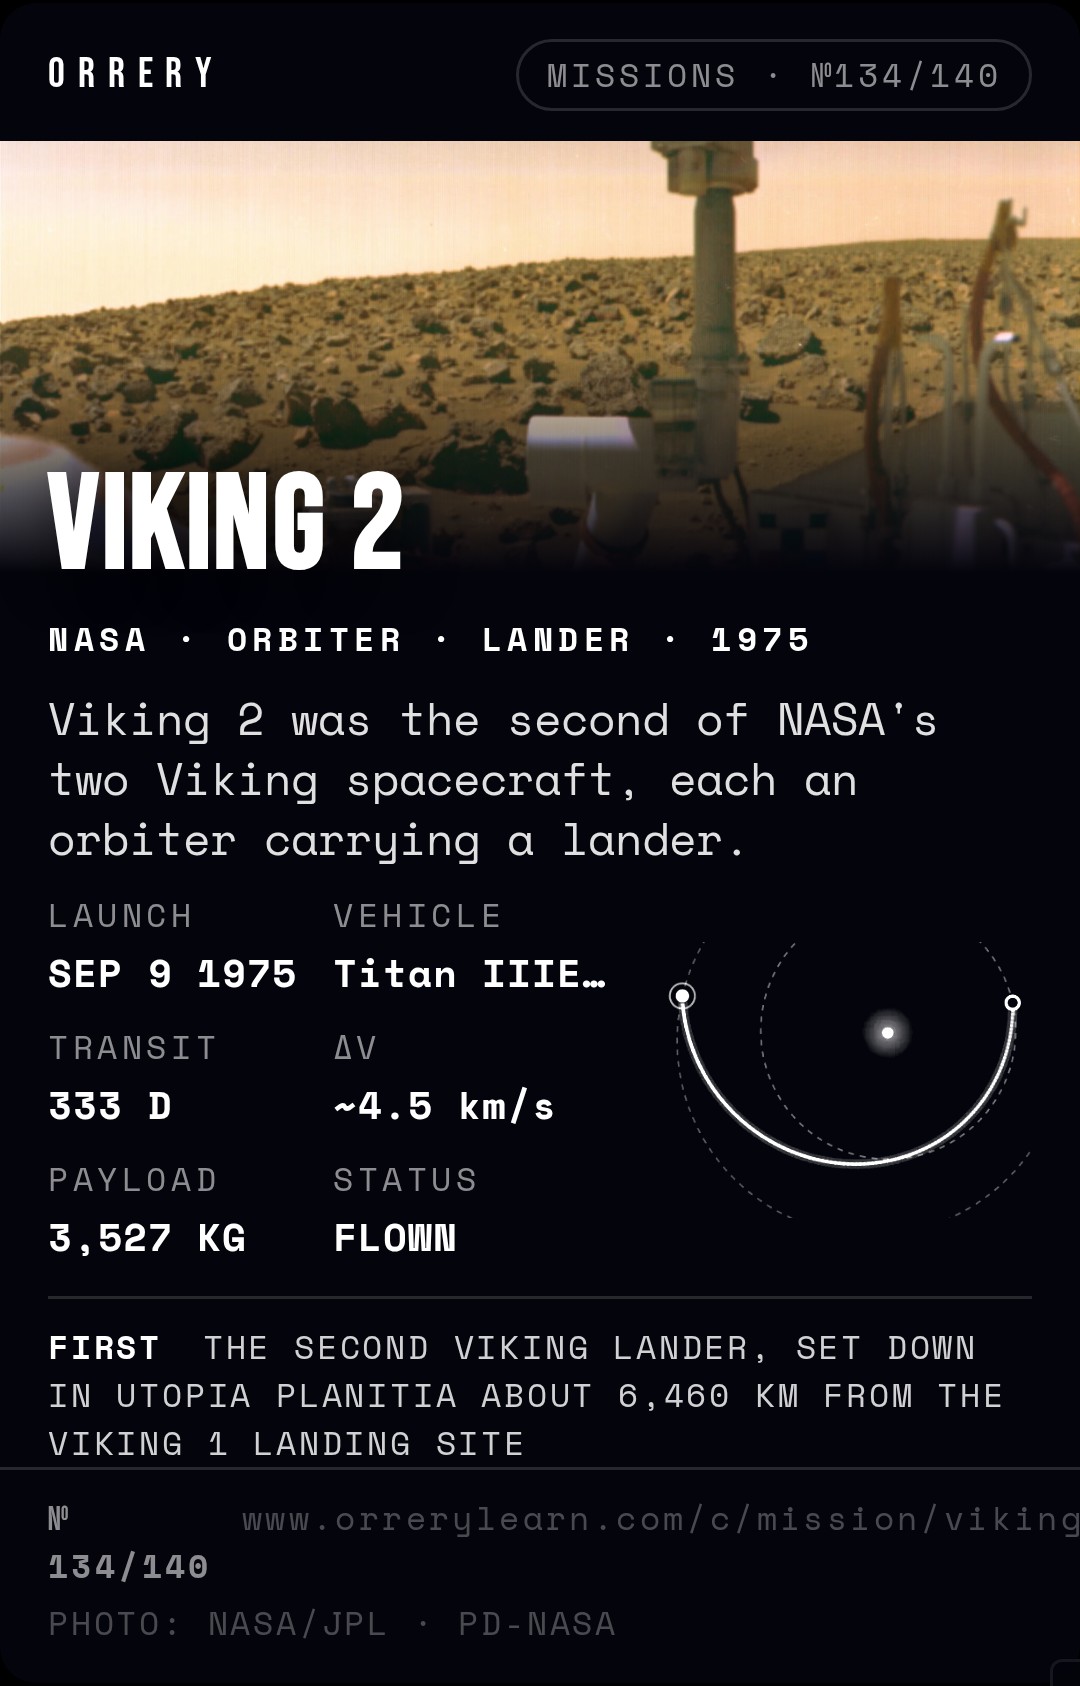 ORRERY
MISSIONS · №134/140
VIKING 2
NASA · ORBITER · LANDER · 1975
Viking 2 was the second of NASA's
two Viking spacecraft, each an
orbiter carrying a lander.
LAUNCH VEHICLE
SEP 9 1975 Titan IIIE…
TRANSIT ΔV
333 D ~4.5 km/s
PAYLOAD STATUS
3,527 KG FLOWN
FIRST THE SECOND VIKING LANDER, SET DOWN
IN UTOPIA PLANITIA ABOUT 6,460 KM FROM THE
VIKING 1 LANDING SITE
№ www.orrerylearn.com/c/mission/viking
134/140
PHOTO: NASA/JPL · PD-NASA